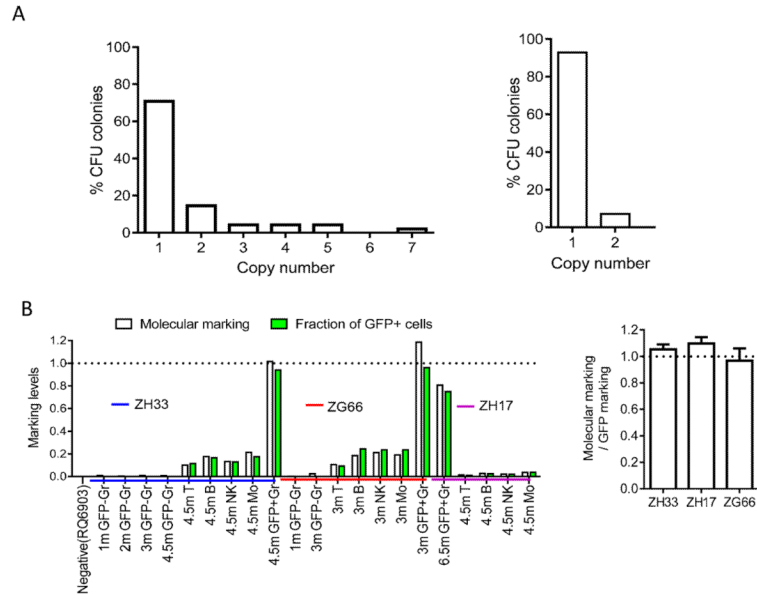 A
% CFU colonies
100
80
60
40
20
0
1 2 3 4 5 6 7
Copy number
% CFU colonies
100
80
60
40
20
0
1 2
Copy number
B
Molecular marking Fraction of GFP+ cells
Marking levels
1.2
1.0
0.8
0.6
0.4
0.2
0.0
ZH33 ZG66 ZH17
Negative(RQ6903)
1m GFP-Gr
2m GFP-Gr
3m GFP-Gr
4.5m GFP-Gr
4.5m T
4.5m B
4.5m NK
4.5m Mo
4.5m GFP+Gr
1m GFP-Gr
3m GFP-Gr
3m T
3m B
3m NK
3m Mo
3m GFP+Gr
6.5m GFP+Gr
4.5m T
4.5m B
4.5m NK
4.5m Mo
Molecular marking
/ GFP marking
1.2
1.0
0.8
0.6
0.4
0.2
0.0
ZH33 ZH17 ZG66